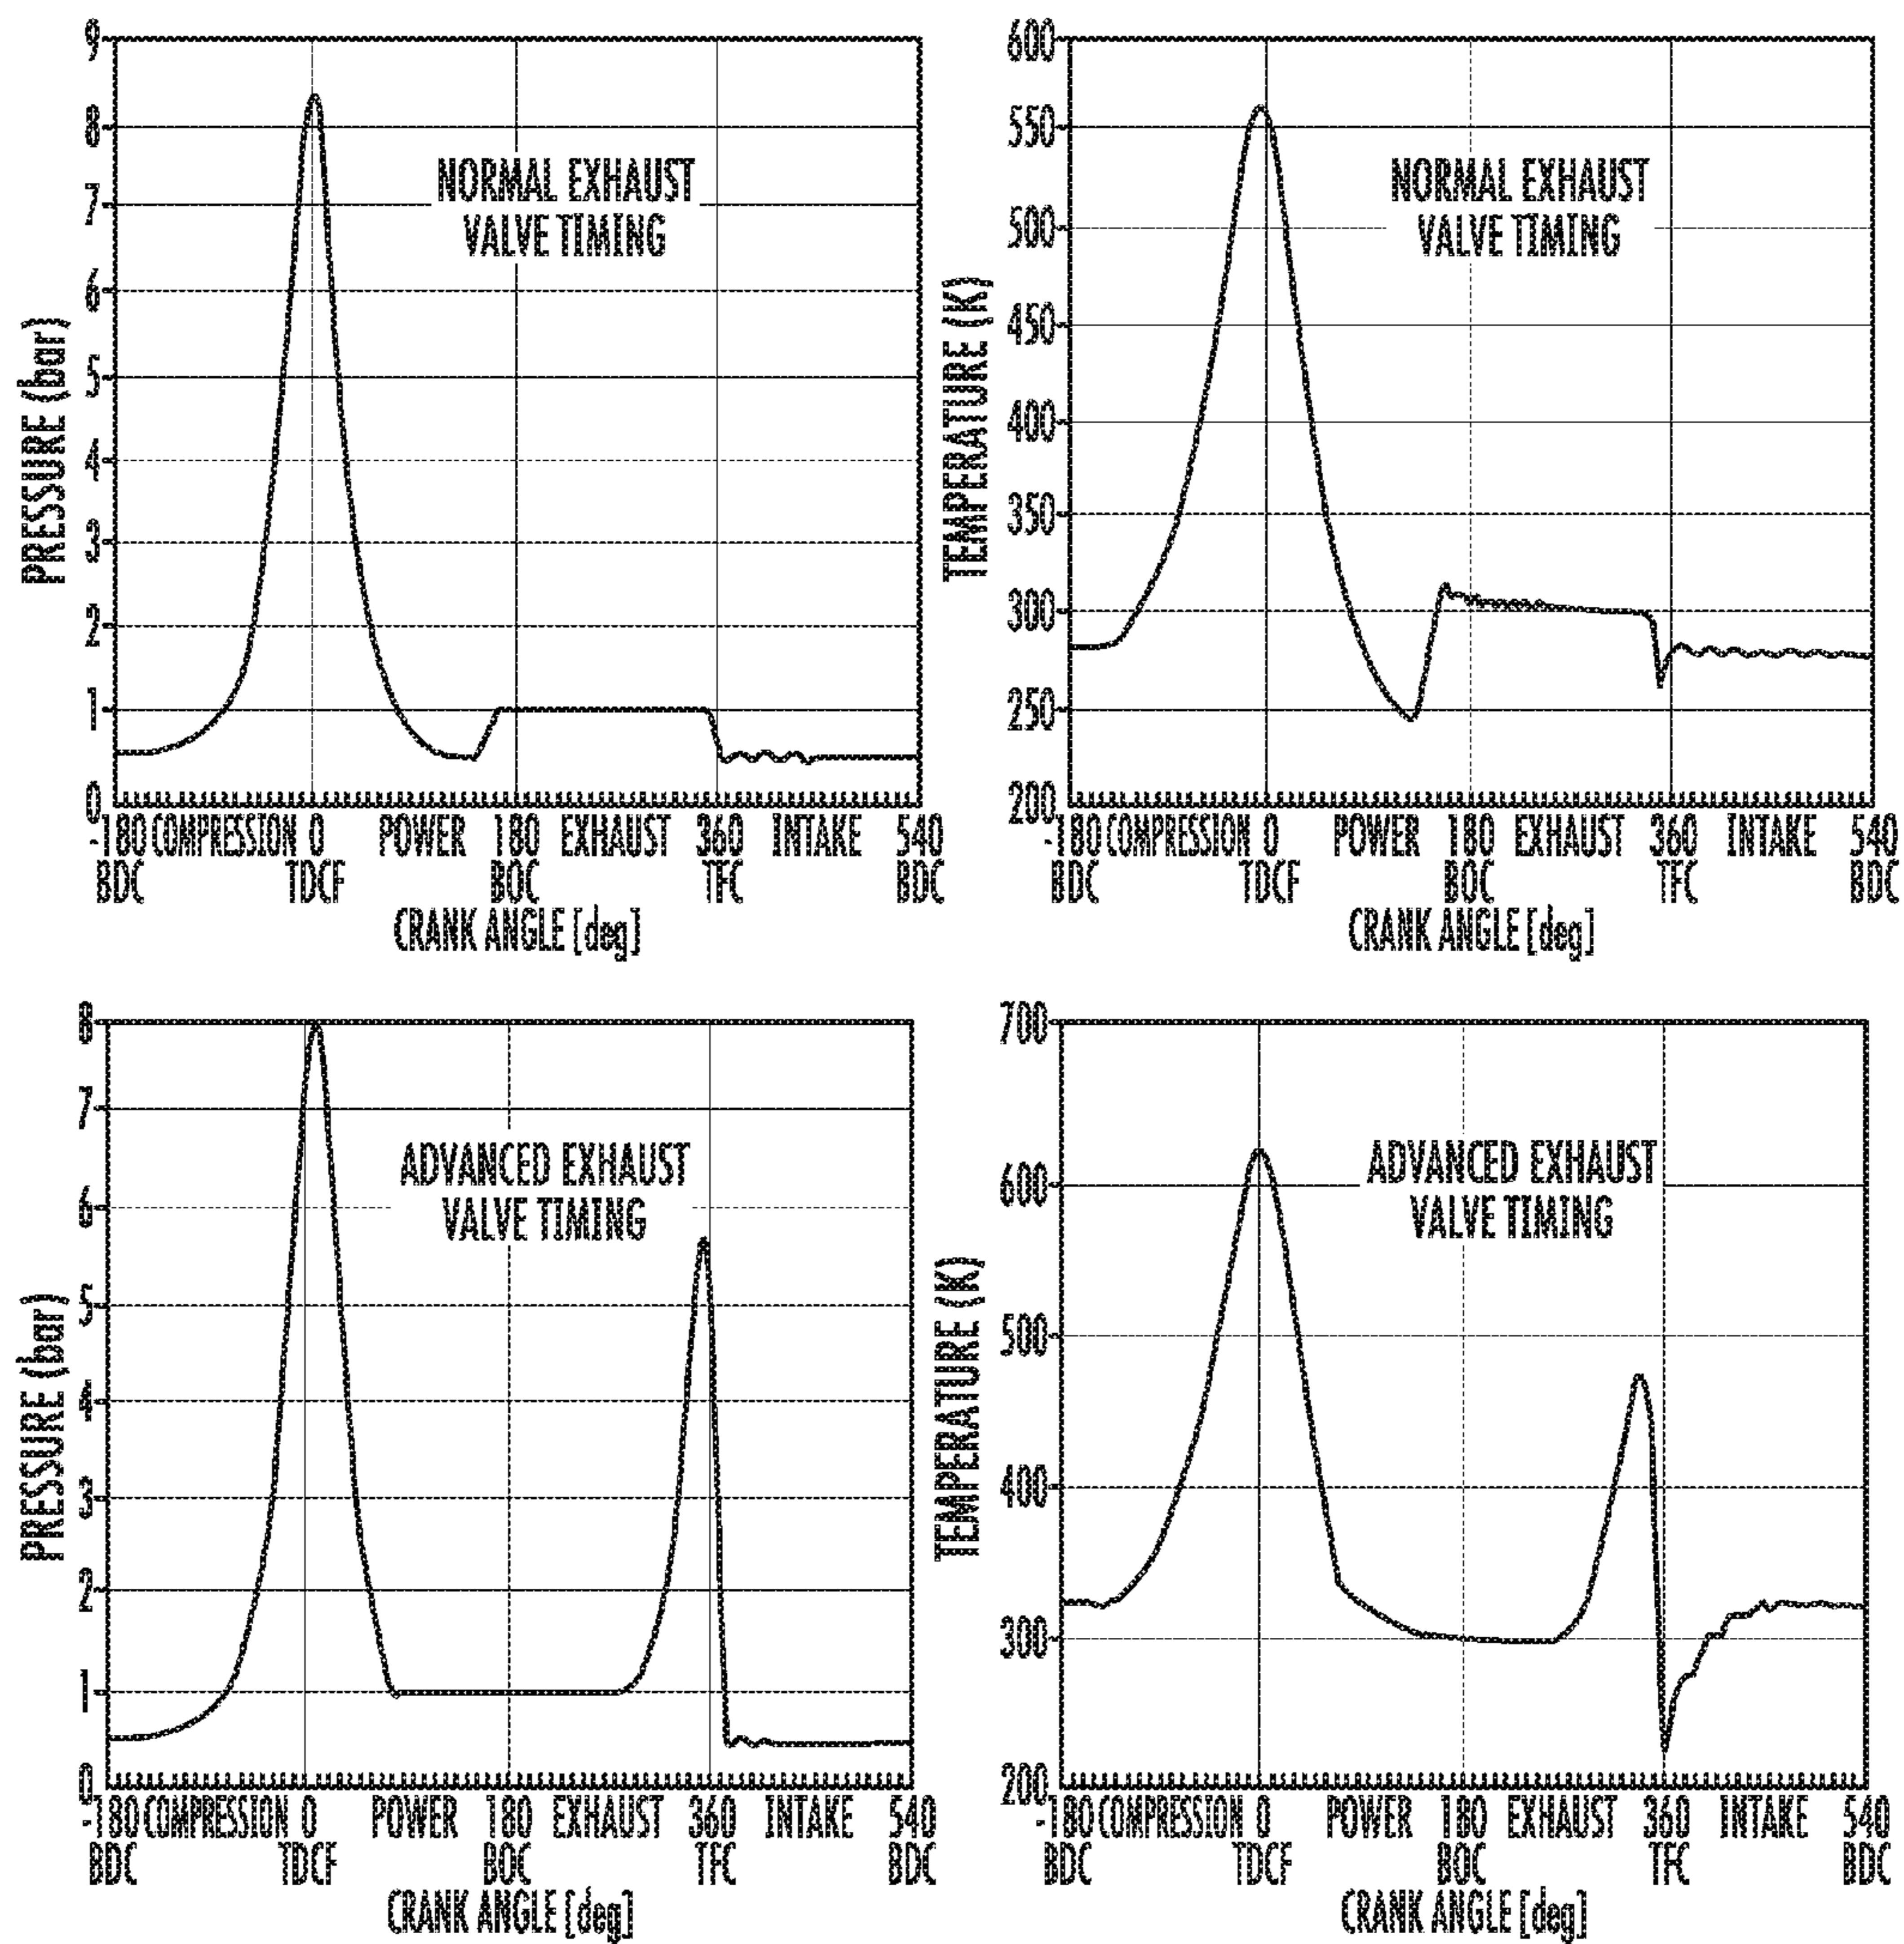 9
8
7
6
5
4
3
2
1
0
PRESSURE (bar)
NORMAL EXHAUST
VALVE TIMING
-180 COMPRESSION 0 POWER 180 EXHAUST 360 INTAKE 540
BDC TDCF BOC TFC BDC
CRANK ANGLE [deg]
600
550
500
450
400
350
300
250
200
TEMPERATURE (K)
NORMAL EXHAUST
VALVE TIMING
-180 COMPRESSION 0 POWER 180 EXHAUST 360 INTAKE 540
BDC TDCF BOC TFC BDC
CRANK ANGLE [deg]
8
7
6
5
4
3
2
1
0
PRESSURE (bar)
ADVANCED EXHAUST
VALVE TIMING
-180 COMPRESSION 0 POWER 180 EXHAUST 360 INTAKE 540
BDC TDCF BOC TFC BDC
CRANK ANGLE [deg]
700
600
500
400
300
200
TEMPERATURE (K)
ADVANCED EXHAUST
VALVE TIMING
-180 COMPRESSION 0 POWER 180 EXHAUST 360 INTAKE 540
BDC TDCF BOC TFC BDC
CRANK ANGLE [deg]